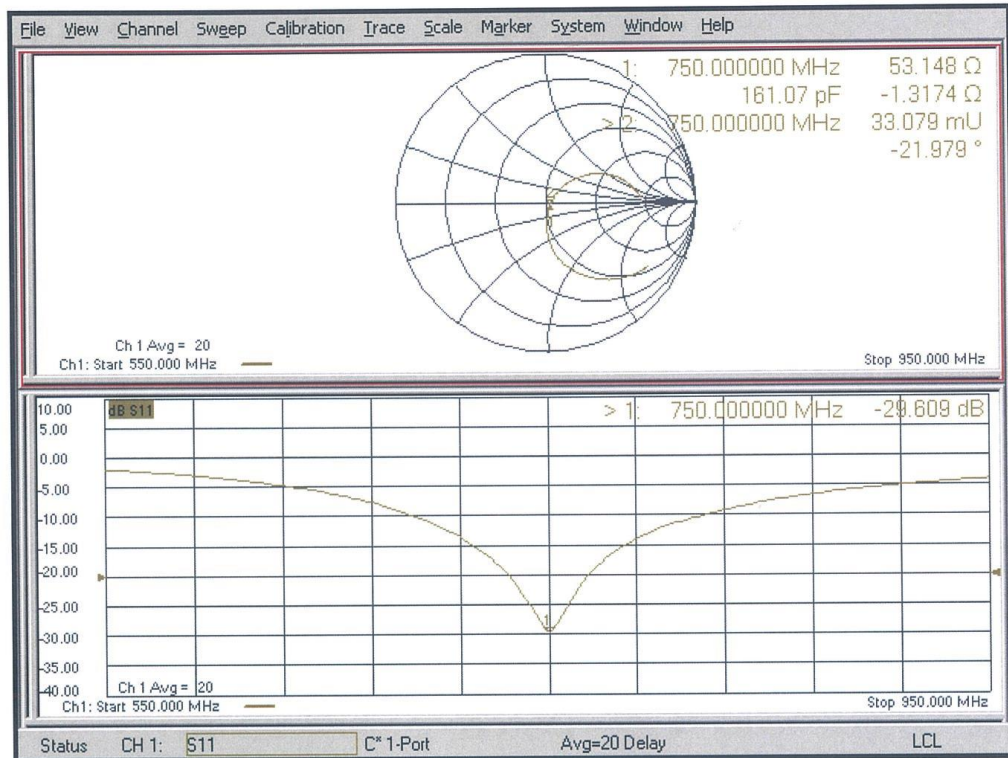 File View Channel Sweep Calibration Trace Scale Marker System Window Help
1: 750.000000 MHz 53.148 Ω
161.07 pF -1.3174 Ω
> 2: 750.000000 MHz 33.079 mU
-21.979 °
Ch 1 Avg = 20
Ch1: Start 550.000 MHz Stop 950.000 MHz
10.00 dB S11 > 1: 750.000000 MHz -29.609 dB
5.00
0.00
-5.00
-10.00
-15.00
-20.00
-25.00
1
-30.00
-35.00
-40.00 Ch 1 Avg = 20
Ch1: Start 550.000 MHz Stop 950.000 MHz
Status CH 1: S11 C* 1-Port Avg=20 Delay LCL